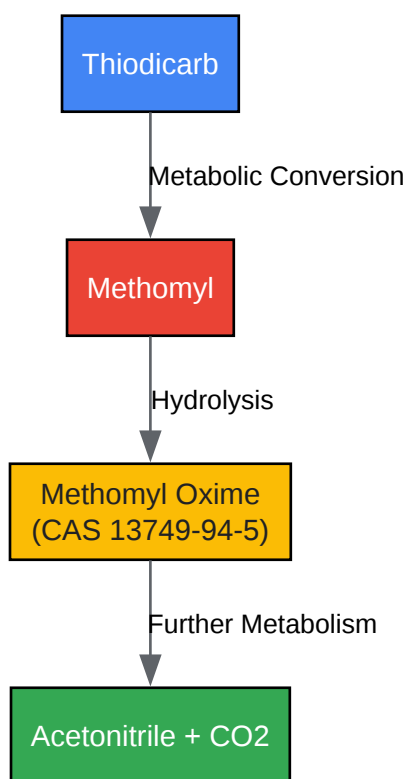 Thiodicarb
Metabolic Conversion
Methomyl
Hydrolysis
Methomyl Oxime
(CAS 13749-94-5)
Further Metabolism
Acetonitrile + CO2